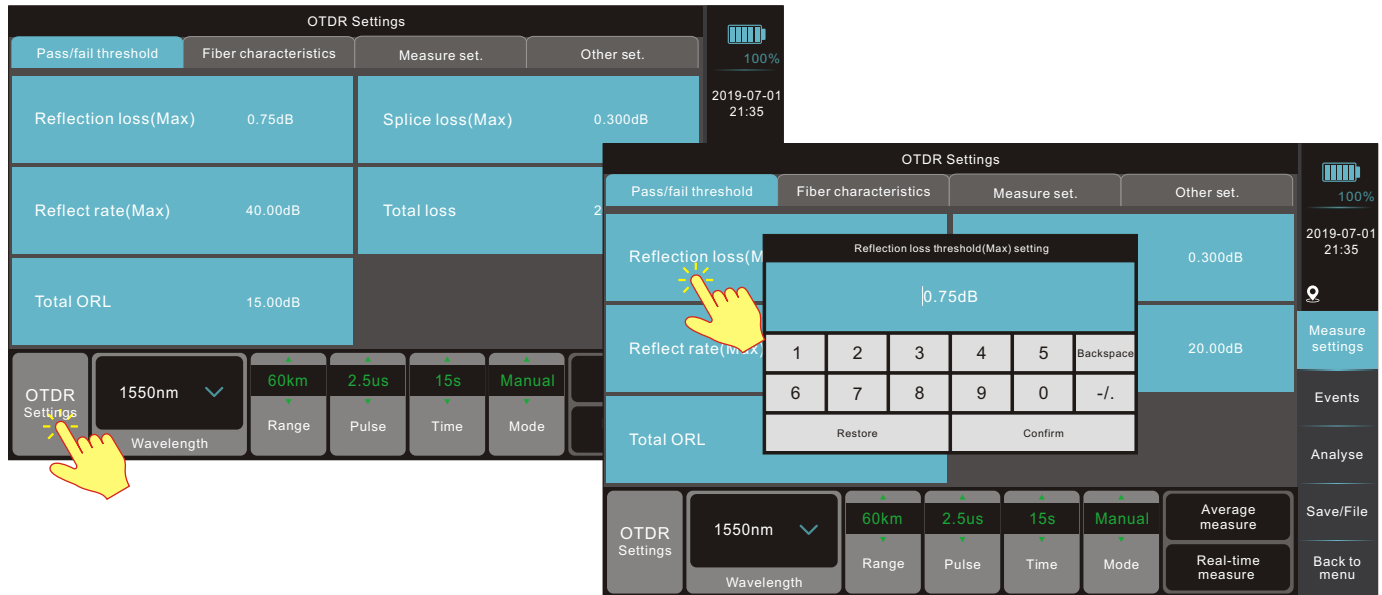 OTDR Settings
Pass/fail threshold
Fiber characteristics
Measure set.
Other set.
100%
2019-07-01
21:35
Reflection loss(Max)
0.75dB
Splice loss(Max)
0.300dB
Reflect rate(Max)
40.00dB
Total loss
2
Total ORL
15.00dB
OTDR
Settings
1550nm
Wavelength
60km
Range
2.5us
Pulse
15s
Time
Manual
Mode
OTDR Settings
Pass/fail threshold
Fiber characteristics
Measure set.
Other set.
100%
2019-07-01
21:35
Reflection loss(M
0.300dB
Reflection loss threshold(Max) setting
0.75dB
1 2 3 4 5 Backspace
6 7 8 9 0 -/.
Restore
Confirm
Reflect rate(Max)
20.00dB
Total ORL
Measure
settings
Events
Analyse
Save/File
Back to
menu
OTDR
Settings
1550nm
Wavelength
60km
Range
2.5us
Pulse
15s
Time
Manual
Mode
Average
measure
Real-time
measure